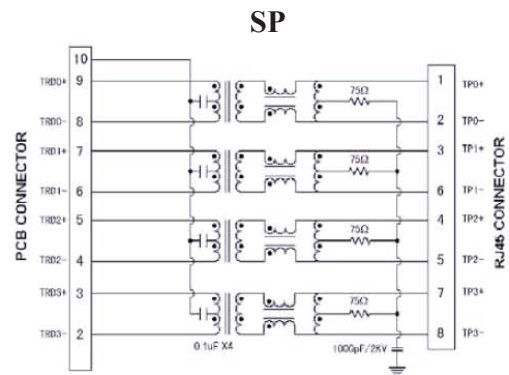 SP
10
TRD0+ 9 1 TP0+
75Ω
TRD0- 8 2 TP0-
TRD1+ 7 3 TP1+
75Ω
TRD1- 6 6 TP1-
TRD2+ 5 4 TP2+
75Ω
TRD2- 4 5 TP2-
TRD3+ 3 7 TP3+
75Ω
TRD3- 2 8 TP3-
0.1uF X4
1000pF/2KV
PCB CONNECTOR
RJ45 CONNECTOR